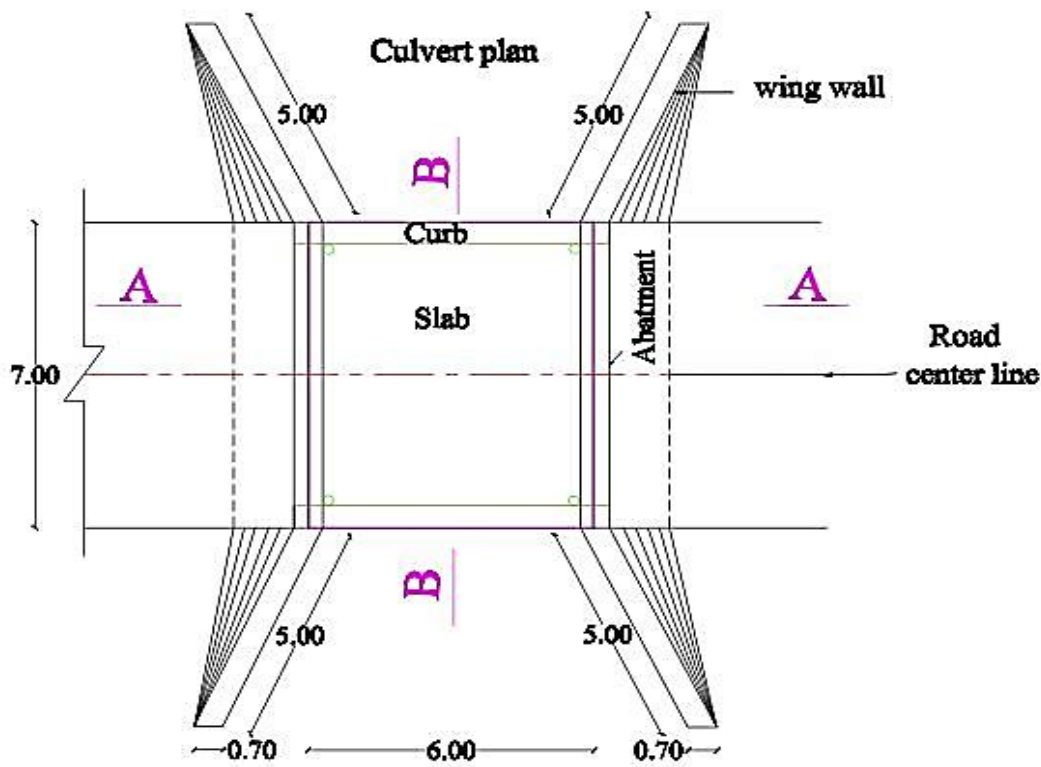 Culvert plan
wing wall
5.00
5.00
B
Curb
A
Slab
Abatment
A
Road
center line
7.00
B
5.00
5.00
0.70
6.00
0.70